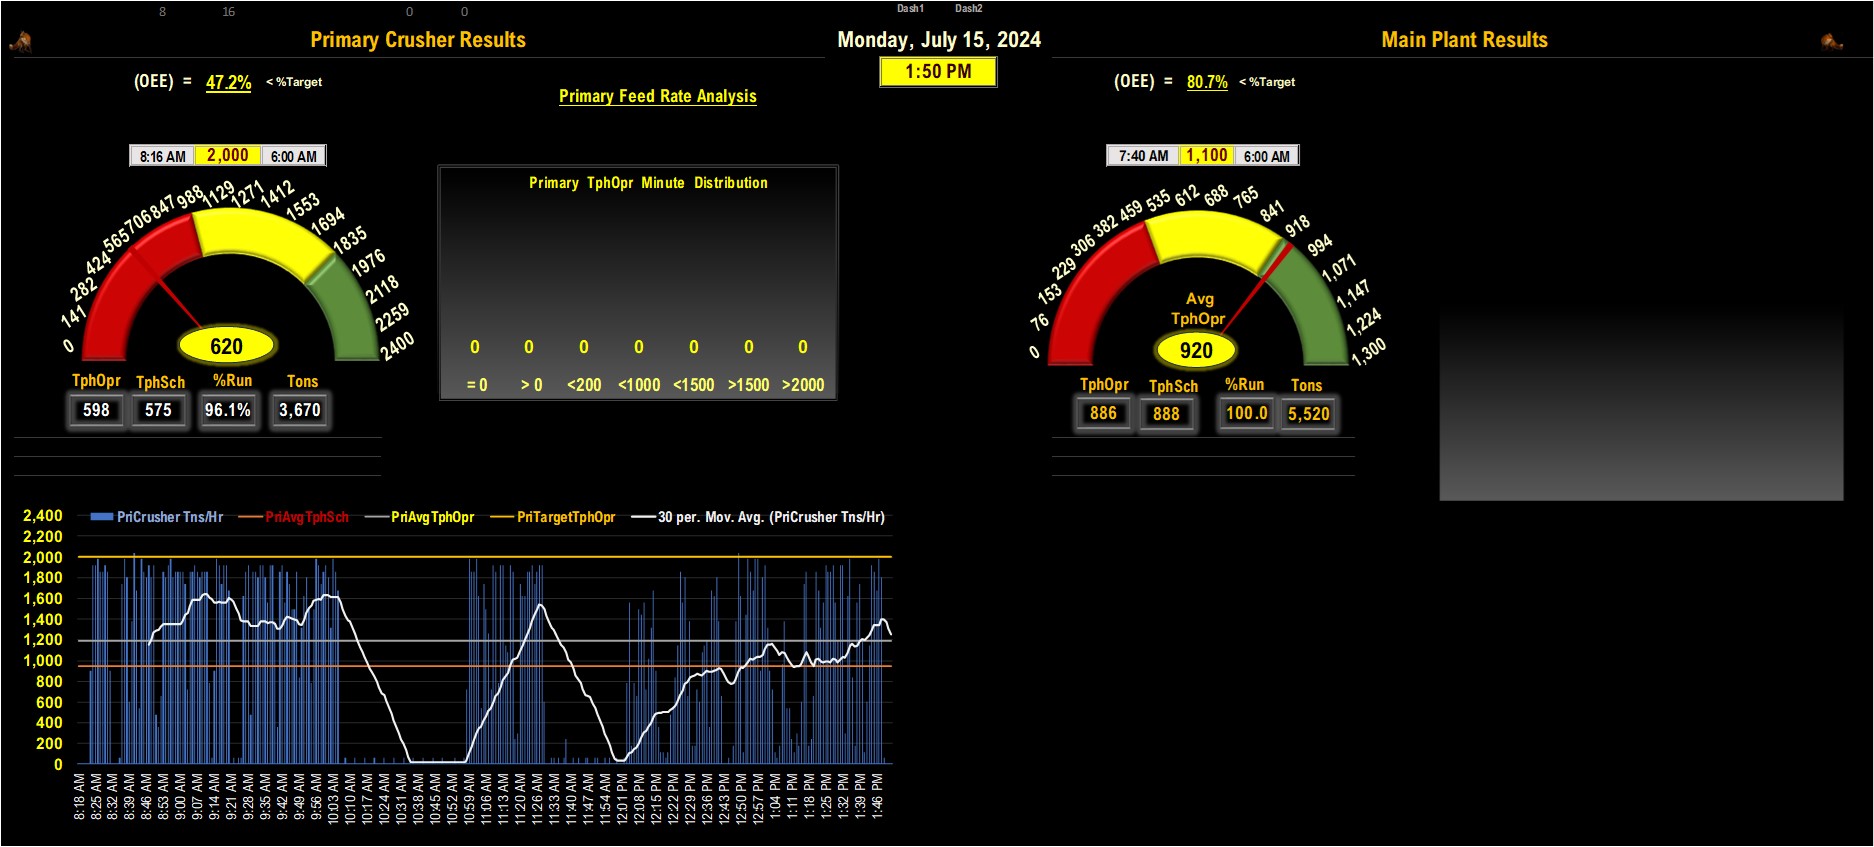 8 16 0 0 Dash1 Dash2
Primary Crusher Results
Monday, July 15, 2024
Main Plant Results
1:50 PM
(OEE) = 47.2% < %Target
Primary Feed Rate Analysis
(OEE) = 80.7% < %Target
8:16 AM 2,000 6:00 AM
0 141 282 424 565 706 847 988 1129 1271 1412 1553 1694 1835 1976 2118 2259 2400
620
TphOpr TphSch %Run Tons
598 575 96.1% 3,670
Primary TphOpr Minute Distribution
0 0 0 0 0 0 0
= 0 > 0 <200 <1000 <1500 >1500 >2000
7:40 AM 1,100 6:00 AM
0 76 153 229 306 382 459 535 612 688 765 841 918 994 1,071 1,147 1,224 1,300
Avg
TphOpr
920
TphOpr TphSch %Run Tons
886 888 100.0 5,520
PriCrusher Tns/Hr PriAvgTphSch PriAvgTphOpr PriTargetTphOpr 30 per. Mov. Avg. (PriCrusher Tns/Hr)
2,400
2,200
2,000
1,800
1,600
1,400
1,200
1,000
800
600
400
200
0
8:18 AM 8:25 AM 8:32 AM 8:39 AM 8:46 AM 8:53 AM 9:00 AM 9:07 AM 9:14 AM 9:21 AM 9:28 AM 9:35 AM 9:42 AM 9:49 AM 9:56 AM 10:03 AM 10:10 AM 10:17 AM 10:24 AM 10:31 AM 10:38 AM 10:45 AM 10:52 AM 10:59 AM 11:06 AM 11:13 AM 11:20 AM 11:26 AM 11:33 AM 11:40 AM 11:47 AM 11:54 AM 12:01 PM 12:08 PM 12:15 PM 12:22 PM 12:29 PM 12:36 PM 12:43 PM 12:50 PM 12:57 PM 1:04 PM 1:11 PM 1:18 PM 1:25 PM 1:32 PM 1:39 PM 1:46 PM